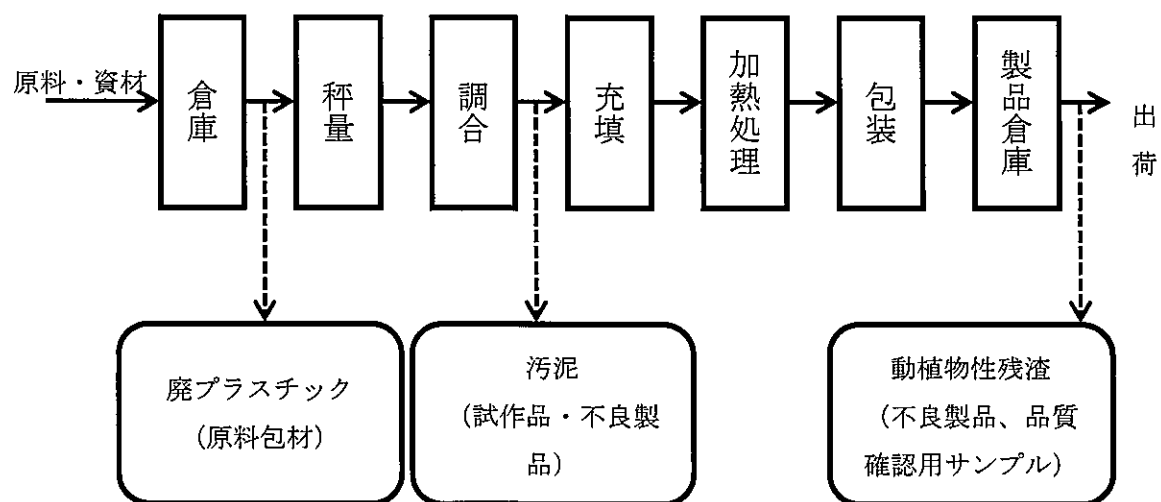 原料・資材
倉庫
秤量
調合
充填
加熱処理
包装
製品倉庫
出
荷
廃プラスチック
（原料包材）
汚泥
（試作品・不良製
品）
動植物性残渣
（不良製品、品質
確認用サンプル）